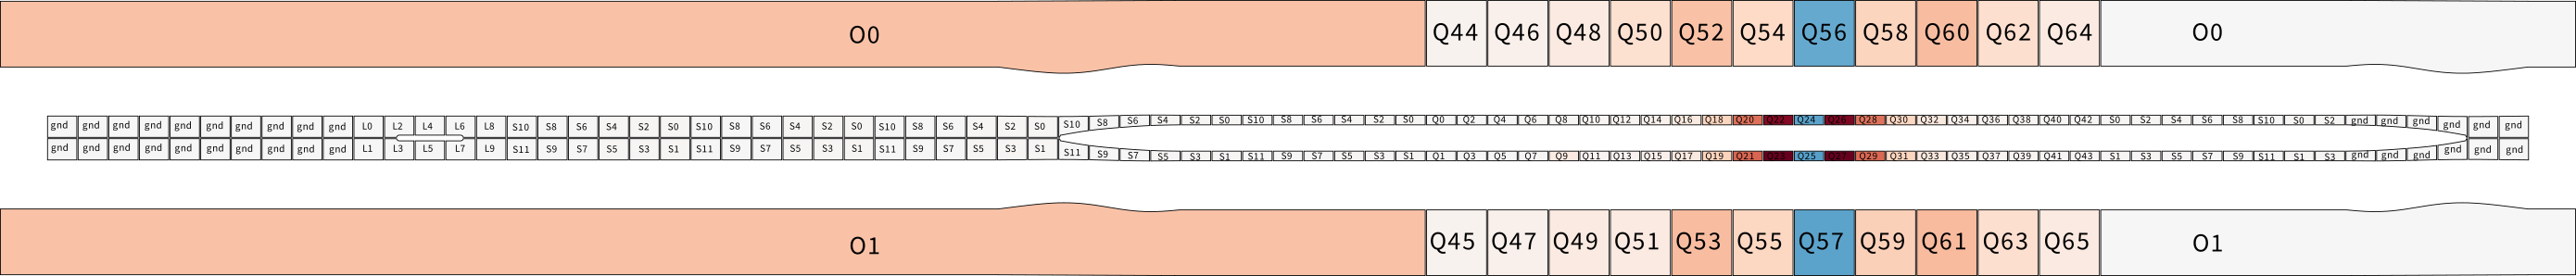 O0 Q44 Q46 Q48 Q50 Q52 Q54 Q56 Q58 Q60 Q62 Q64 O0
gnd gnd gnd gnd gnd gnd gnd gnd gnd gnd L0 L2 L4 L6 L8 S10 S8 S6 S4 S2 S0 S10 S8 S6 S4 S2 S0 S10 S8 S6 S4 S2 S0 S10 S8 S6 S4 S2 S0 S10 S8 S6 S4 S2 S0 Q0 Q2 Q4 Q6 Q8 Q10 Q12 Q14 Q16 Q18 Q20 Q22 Q24 Q26 Q28 Q30 Q32 Q34 Q36 Q38 Q40 Q42 S0 S2 S4 S6 S8 S10 S0 S2 gnd gnd gnd gnd gnd gnd
gnd gnd gnd gnd gnd gnd gnd gnd gnd gnd L1 L3 L5 L7 L9 S11 S9 S7 S5 S3 S1 S11 S9 S7 S5 S3 S1 S11 S9 S7 S5 S3 S1 S11 S9 S7 S5 S3 S1 S11 S9 S7 S5 S3 S1 Q1 Q3 Q5 Q7 Q9 Q11 Q13 Q15 Q17 Q19 Q21 Q23 Q25 Q27 Q29 Q31 Q33 Q35 Q37 Q39 Q41 Q43 S1 S3 S5 S7 S9 S11 S1 S3 gnd gnd gnd gnd gnd gnd
O1 Q45 Q47 Q49 Q51 Q53 Q55 Q57 Q59 Q61 Q63 Q65 O1